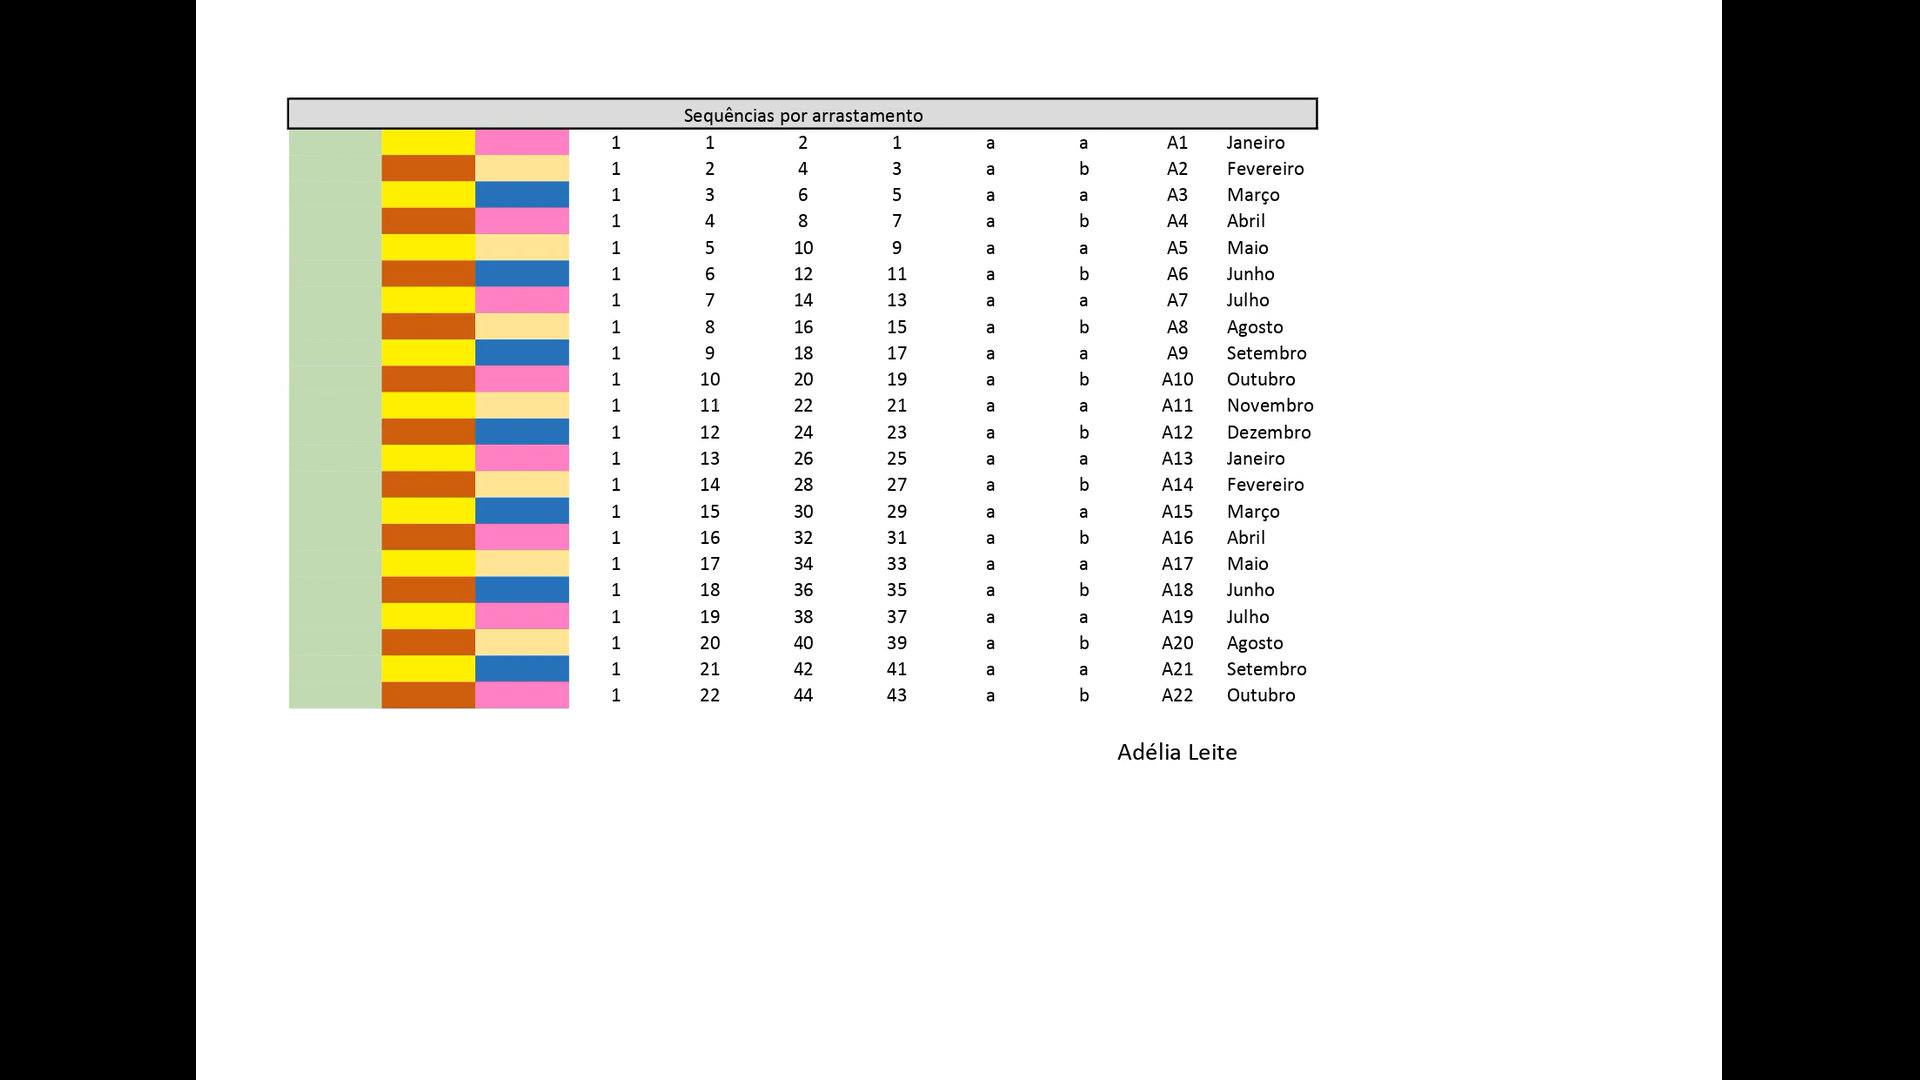 Sequências por arrastamento
1 1 2 1 a a A1 Janeiro
1 2 4 3 a b A2 Fevereiro
1 3 6 5 a a A3 Março
1 4 8 7 a b A4 Abril
1 5 10 9 a a A5 Maio
1 6 12 11 a b A6 Junho
1 7 14 13 a a A7 Julho
1 8 16 15 a b A8 Agosto
1 9 18 17 a a A9 Setembro
1 10 20 19 a b A10 Outubro
1 11 22 21 a a A11 Novembro
1 12 24 23 a b A12 Dezembro
1 13 26 25 a a A13 Janeiro
1 14 28 27 a b A14 Fevereiro
1 15 30 29 a a A15 Março
1 16 32 31 a b A16 Abril
1 17 34 33 a a A17 Maio
1 18 36 35 a b A18 Junho
1 19 38 37 a a A19 Julho
1 20 40 39 a b A20 Agosto
1 21 42 41 a a A21 Setembro
1 22 44 43 a b A22 Outubro
Adélia Leite